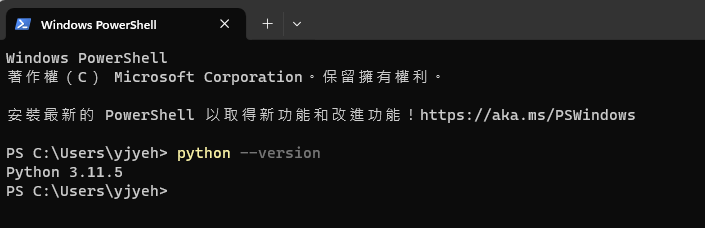 Windows PowerShell
Windows PowerShell
著作權（C） Microsoft Corporation。保留擁有權利。
安裝最新的 PowerShell 以取得新功能和改進功能！https://aka.ms/PSWindows
PS C:\Users\yjyeh> python --version
Python 3.11.5
PS C:\Users\yjyeh>